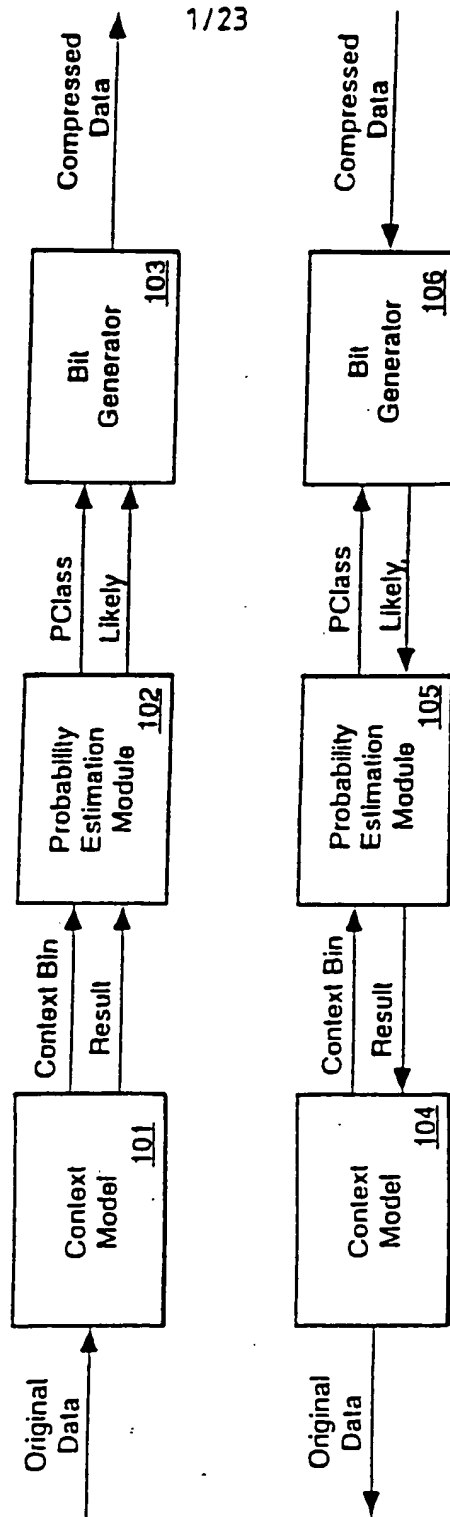 1/23
Original
Data
Context
Model
101
Context Bin
Result
Probability
Estimation
Module
102
PClass
Likely
Bit
Generator
103
Compressed
Data
Original
Data
Context
Model
104
Context Bin
Result
Probability
Estimation
Module
105
PClass
Likely
Bit
Generator
106
Compressed
Data